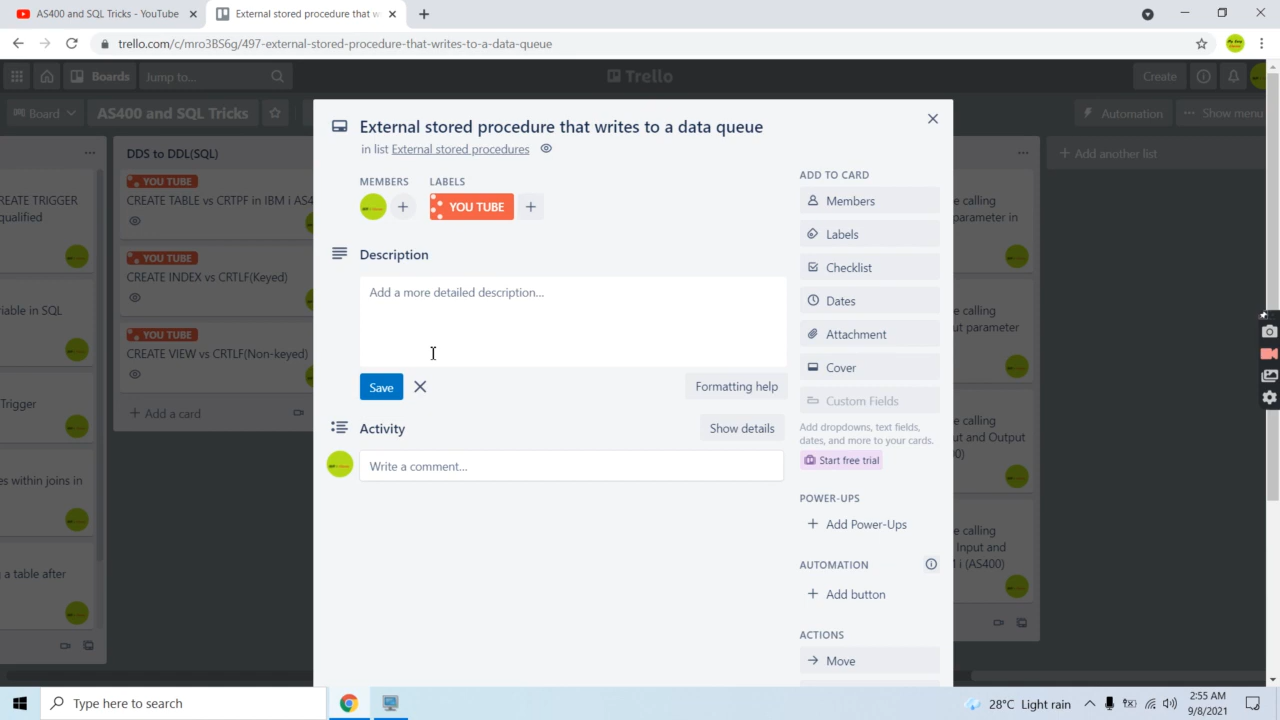 AS400 and SQL Tricks - YouTube
External stored procedure that w
trello.com/c/mro3BS6g/497-external-stored-procedure-that-writes-to-a-data-queue
Boards
Jump to...
Trello
Create
Board
AS400 and SQL Tricks
Automation
Show menu
External stored procedure that writes to a data queue
in list External stored procedures
MEMBERS
LABELS
YOU TUBE
Description
Add a more detailed description...
Save
Formatting help
Activity
Show details
Write a comment...
ADD TO CARD
Members
Labels
Checklist
Dates
Attachment
Cover
Custom Fields
Add dropdowns, text fields,
dates, and more to your cards.
Start free trial
POWER-UPS
Add Power-Ups
AUTOMATION
Add button
ACTIONS
Move
REATE TRIGGER
qualified
riable in SQL
Trigger
es within joins in
g a table after
DDS to DDL(SQL)
YOU TUBE
CREATE TABLE vs CRTPF in IBM i AS4
YOU TUBE
CREATE INDEX vs CRTLF(Keyed)
YOU TUBE
CREATE VIEW vs CRTLF(Non-keyed)
Add a card
e calling
parameter in
e calling
ut parameter
e calling
ut and Output
00)
e calling
Input and
1 i (AS400)
Add another list
Type here to search
28°C Light rain
2:55 AM
9/8/2021